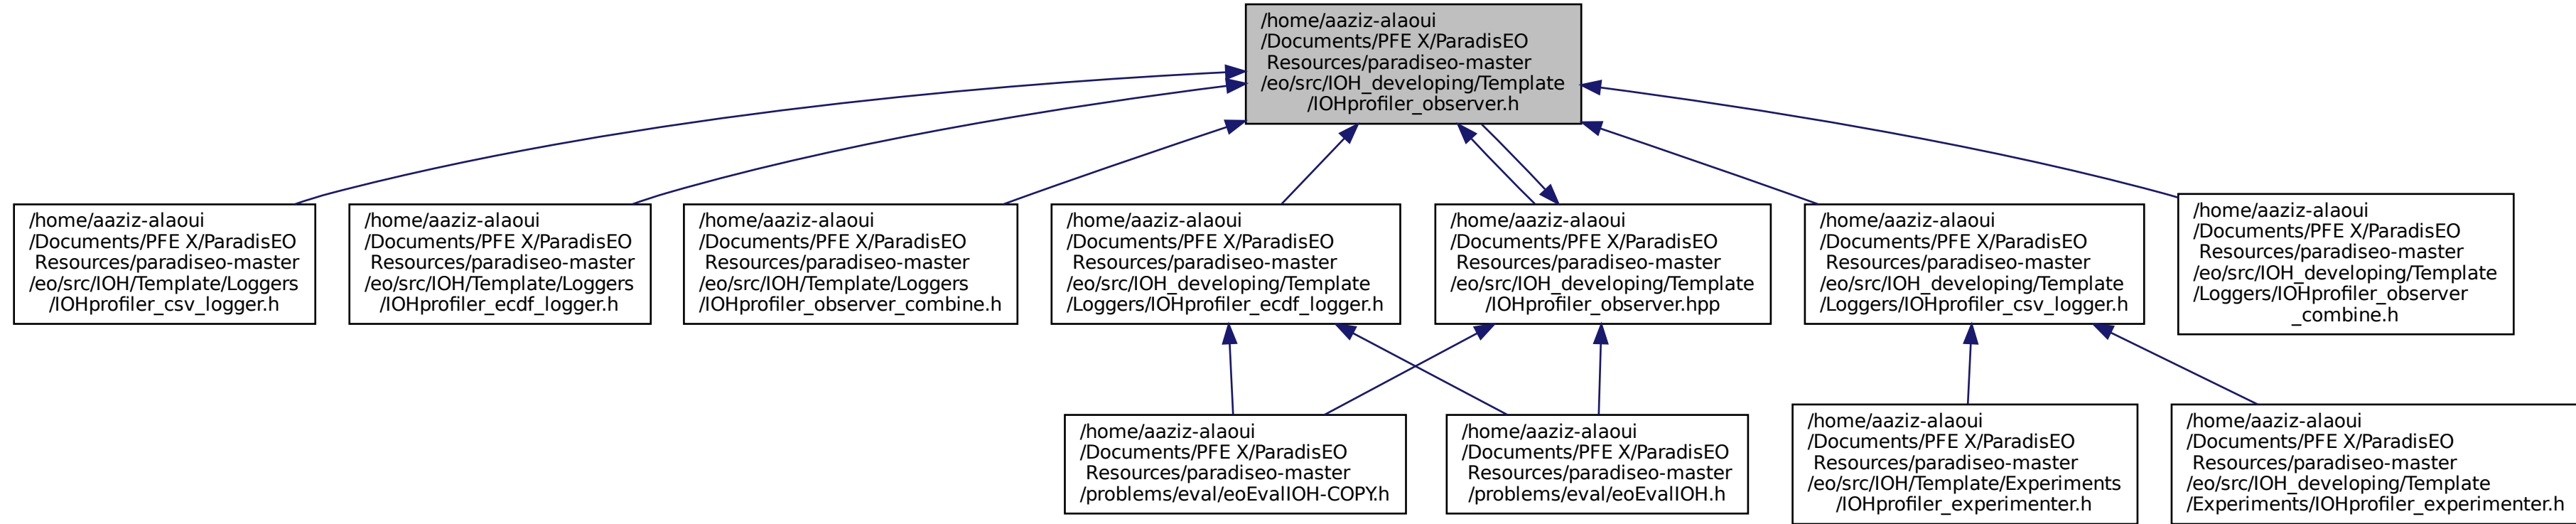 /home/aaziz-alaoui
/Documents/PFE X/ParadisEO
Resources/paradiseo-master
/eo/src/IOH_developing/Template
/IOHprofiler_observer.h
/home/aaziz-alaoui
/Documents/PFE X/ParadisEO
Resources/paradiseo-master
/eo/src/IOH/Template/Loggers
/IOHprofiler_csv_logger.h
/home/aaziz-alaoui
/Documents/PFE X/ParadisEO
Resources/paradiseo-master
/eo/src/IOH/Template/Loggers
/IOHprofiler_ecdf_logger.h
/home/aaziz-alaoui
/Documents/PFE X/ParadisEO
Resources/paradiseo-master
/eo/src/IOH/Template/Loggers
/IOHprofiler_observer_combine.h
/home/aaziz-alaoui
/Documents/PFE X/ParadisEO
Resources/paradiseo-master
/eo/src/IOH_developing/Template
/Loggers/IOHprofiler_ecdf_logger.h
/home/aaziz-alaoui
/Documents/PFE X/ParadisEO
Resources/paradiseo-master
/eo/src/IOH_developing/Template
/IOHprofiler_observer.hpp
/home/aaziz-alaoui
/Documents/PFE X/ParadisEO
Resources/paradiseo-master
/eo/src/IOH_developing/Template
/Loggers/IOHprofiler_csv_logger.h
/home/aaziz-alaoui
/Documents/PFE X/ParadisEO
Resources/paradiseo-master
/eo/src/IOH_developing/Template
/Loggers/IOHprofiler_observer
_combine.h
/home/aaziz-alaoui
/Documents/PFE X/ParadisEO
Resources/paradiseo-master
/problems/eval/eoEvalIOH-COPY.h
/home/aaziz-alaoui
/Documents/PFE X/ParadisEO
Resources/paradiseo-master
/problems/eval/eoEvalIOH.h
/home/aaziz-alaoui
/Documents/PFE X/ParadisEO
Resources/paradiseo-master
/eo/src/IOH/Template/Experiments
/IOHprofiler_experimenter.h
/home/aaziz-alaoui
/Documents/PFE X/ParadisEO
Resources/paradiseo-master
/eo/src/IOH_developing/Template
/Experiments/IOHprofiler_experimenter.h